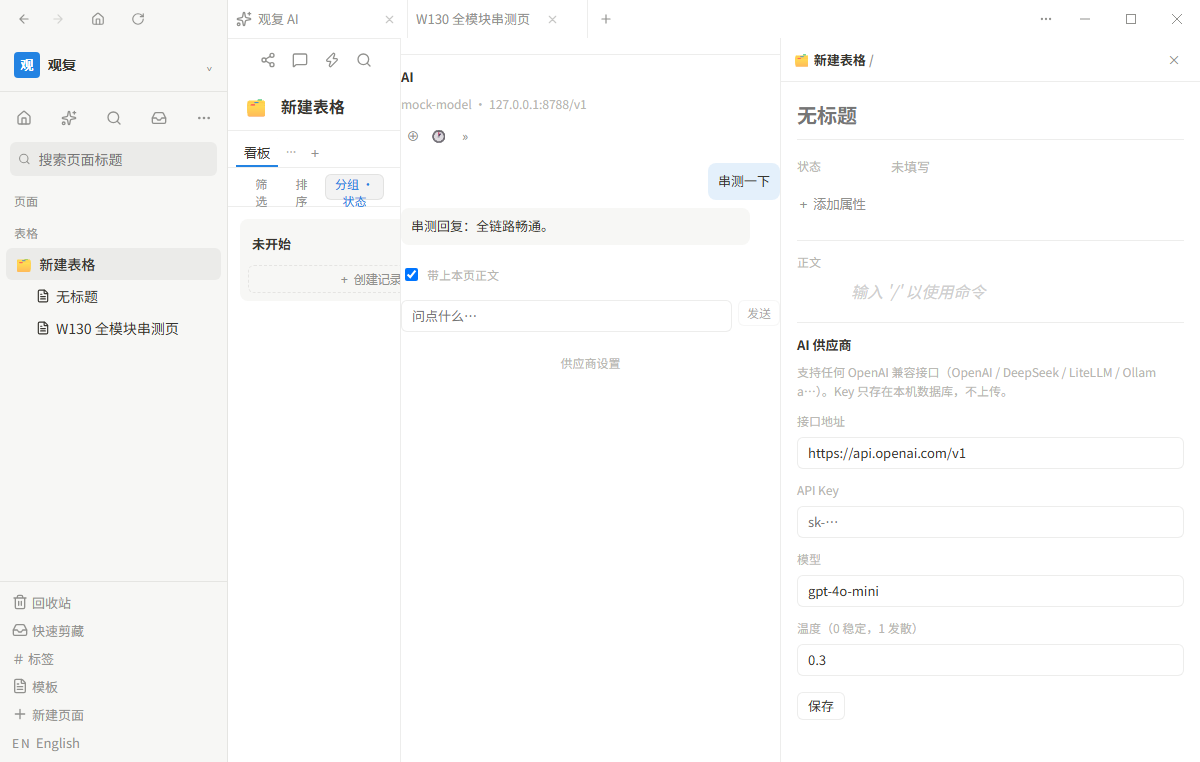 观复 AI
W130 全模块串测页
观 观复
搜索页面标题
页面
表格
新建表格
无标题
W130 全模块串测页
回收站
快速剪藏
# 标签
模板
+ 新建页面
EN English
新建表格
看板 ··· +
筛选
排序
分组 · 状态
未开始
+ 创建记录
AI
mock-model · 127.0.0.1:8788/v1
»
串测一下
串测回复：全链路畅通。
带上本页正文
问点什么…
发送
供应商设置
新建表格 /
无标题
状态 未填写
+ 添加属性
正文
输入 '/' 以使用命令
AI 供应商
支持任何 OpenAI 兼容接口（OpenAI / DeepSeek / LiteLLM / Ollam
a…）。Key 只存在本机数据库，不上传。
接口地址
https://api.openai.com/v1
API Key
sk-…
模型
gpt-4o-mini
温度（0 稳定，1 发散）
0.3
保存